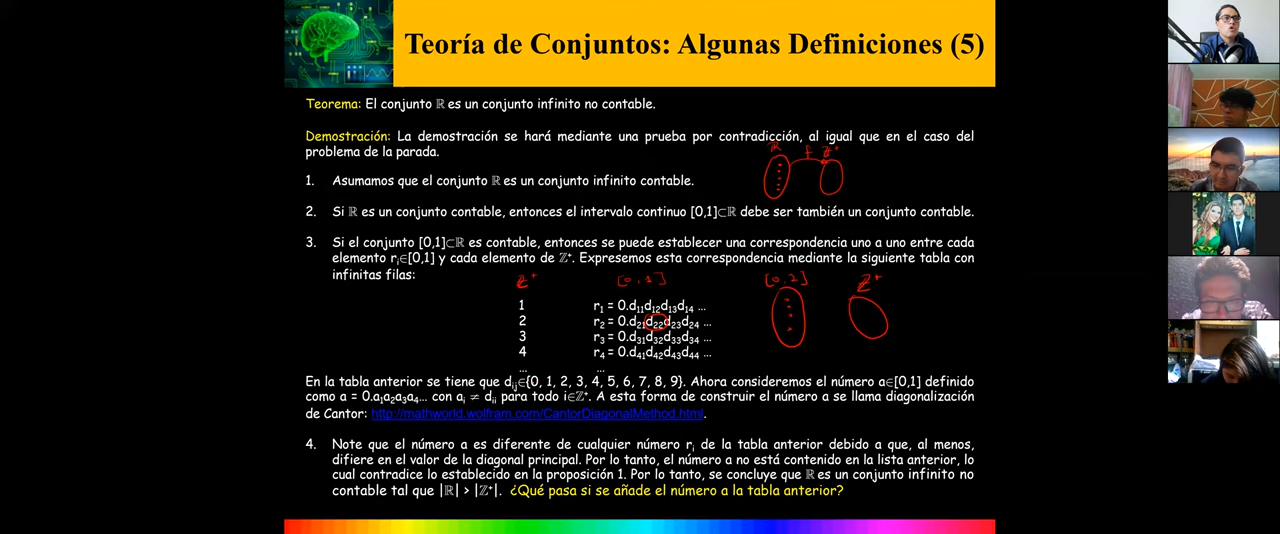 Teoría de Conjuntos: Algunas Definiciones (5)
Teorema: El conjunto ℝ es un conjunto infinito no contable.
Demostración: La demostración se hará mediante una prueba por contradicción, al igual que en el caso del
problema de la parada.
ℝ f ℤ⁺
1. Asumamos que el conjunto ℝ es un conjunto infinito contable.
2. Si ℝ es un conjunto contable, entonces el intervalo continuo [0,1]⊂ℝ debe ser también un conjunto contable.
3. Si el conjunto [0,1]⊂ℝ es contable, entonces se puede establecer una correspondencia uno a uno entre cada
elemento rᵢ∈[0,1] y cada elemento de ℤ⁺. Expresemos esta correspondencia mediante la siguiente tabla con
infinitas filas:
ℤ⁺ [0,1] [0,2] ℤ⁺
1 r₁ = 0.d₁₁d₁₂d₁₃d₁₄ ...
2 r₂ = 0.d₂₁d₂₂d₂₃d₂₄ ...
3 r₃ = 0.d₃₁d₃₂d₃₃d₃₄ ...
4 r₄ = 0.d₄₁d₄₂d₄₃d₄₄ ...
... ...
En la tabla anterior se tiene que dᵢⱼ∈{0, 1, 2, 3, 4, 5, 6, 7, 8, 9}. Ahora consideremos el número a∈[0,1] definido
como a = 0.a₁a₂a₃a₄... con aᵢ ≠ dᵢᵢ para todo i∈ℤ⁺. A esta forma de construir el número a se llama diagonalización
de Cantor: http://mathworld.wolfram.com/CantorDiagonalMethod.html.
4. Note que el número a es diferente de cualquier número rᵢ de la tabla anterior debido a que, al menos,
difiere en el valor de la diagonal principal. Por lo tanto, el número a no está contenido en la lista anterior, lo
cual contradice lo establecido en la proposición 1. Por lo tanto, se concluye que ℝ es un conjunto infinito no
contable tal que |ℝ| > |ℤ⁺|. ¿Qué pasa si se añade el número a la tabla anterior?